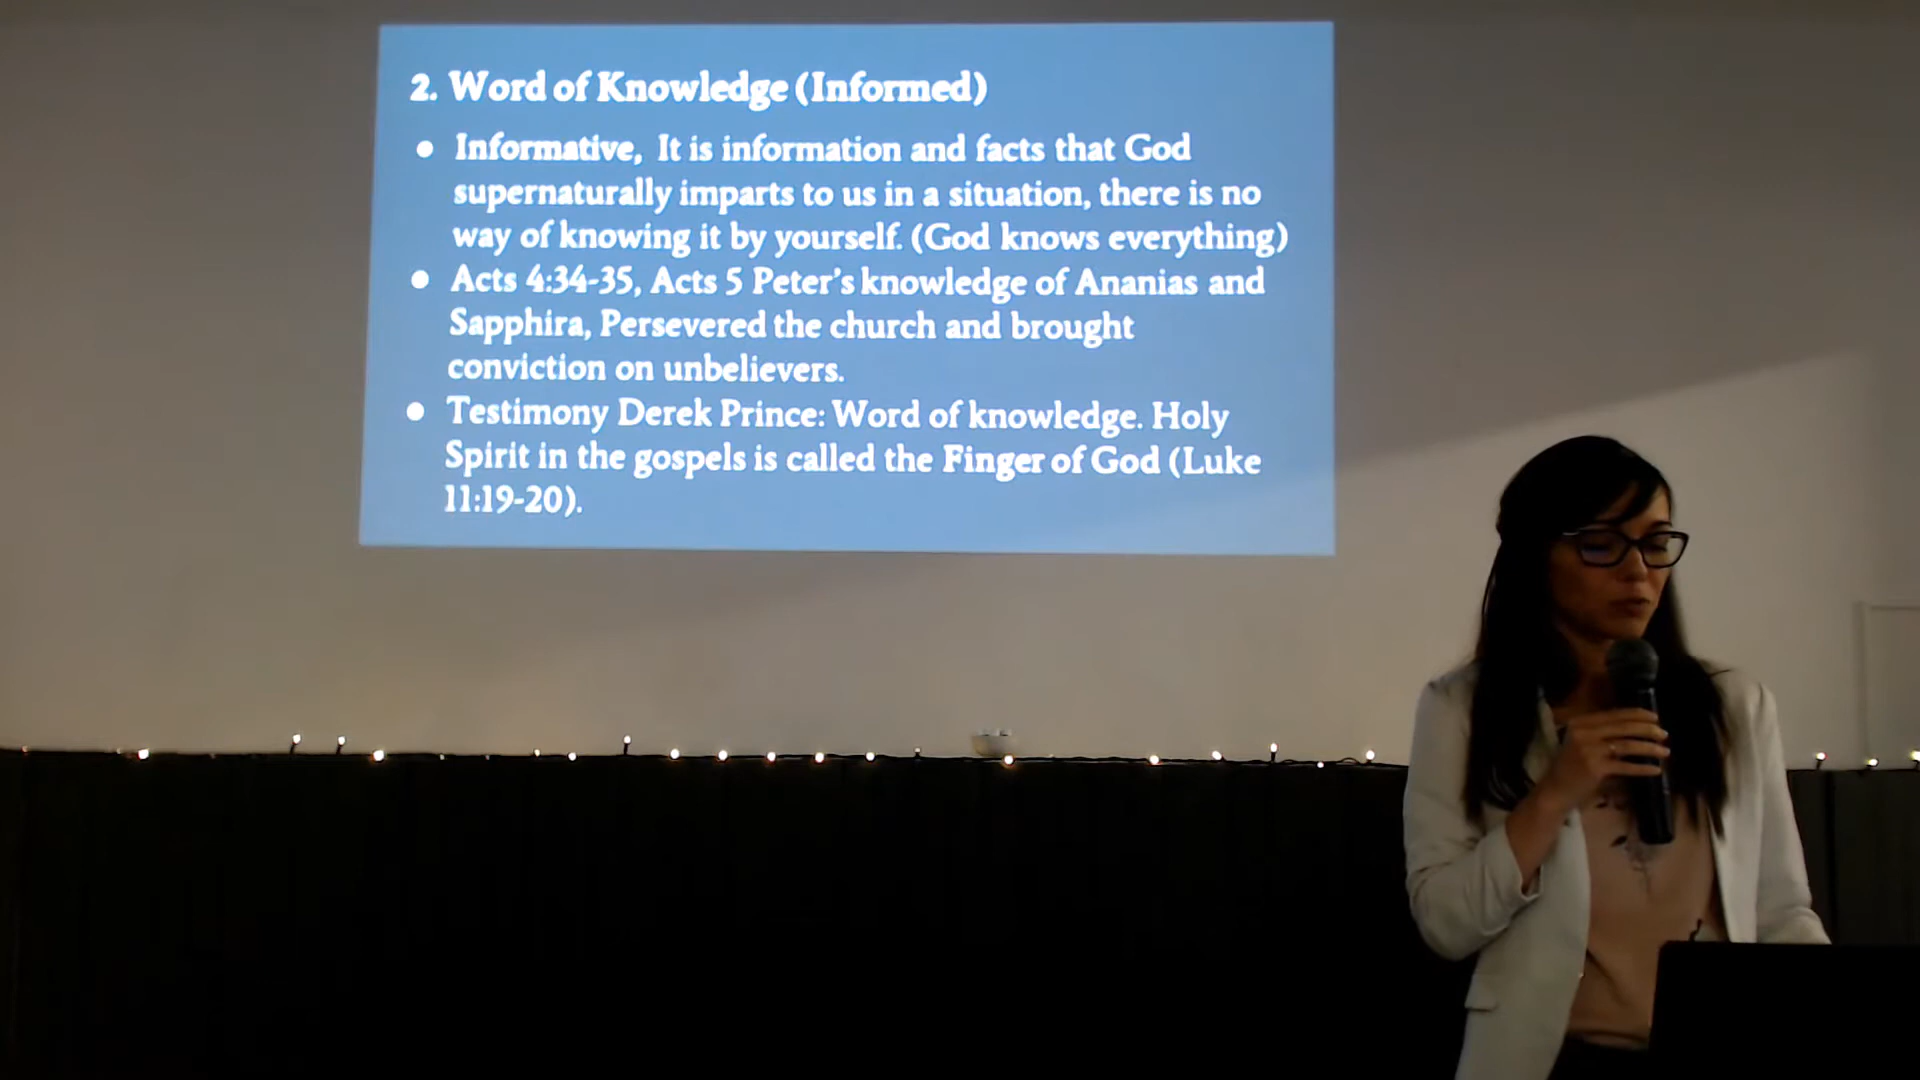 2. Word of Knowledge (Informed)
● Informative, It is information and facts that God
supernaturally imparts to us in a situation, there is no
way of knowing it by yourself. (God knows everything)
● Acts 4:34-35, Acts 5 Peter's knowledge of Ananias and
Sapphira, Persevered the church and brought
conviction on unbelievers.
● Testimony Derek Prince: Word of knowledge. Holy
Spirit in the gospels is called the Finger of God (Luke
11:19-20).